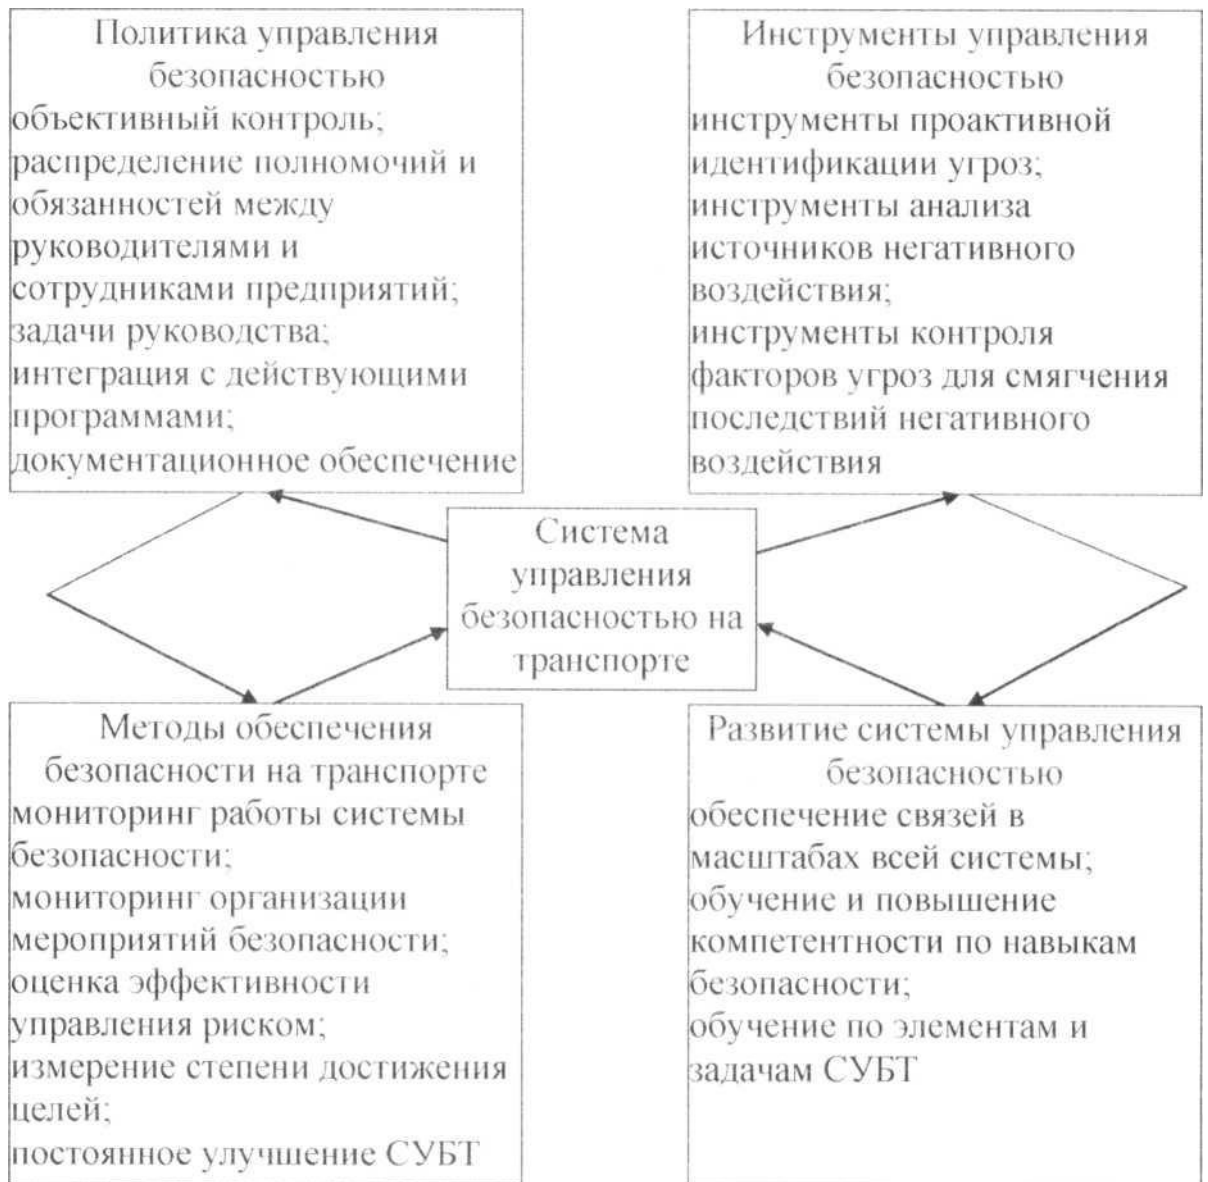 Политика управления
безопасностью
объективный контроль;
распределение полномочий и
обязанностей между
руководителями и
сотрудниками предприятий;
задачи руководства;
интеграция с действующими
программами;
документационное обеспечение
Инструменты управления
безопасностью
инструменты проактивной
идентификации угроз;
инструменты анализа
источников негативного
воздействия;
инструменты контроля
факторов угроз для смягчения
последствий негативного
воздействия
Система
управления
безопасностью на
транспорте
Методы обеспечения
безопасности на транспорте
мониторинг работы системы
безопасности;
мониторинг организации
мероприятий безопасности;
оценка эффективности
управления риском;
измерение степени достижения
целей;
постоянное улучшение СУБТ
Развитие системы управления
безопасностью
обеспечение связей в
масштабах всей системы;
обучение и повышение
компетентности по навыкам
безопасности;
обучение по элементам и
задачам СУБТ